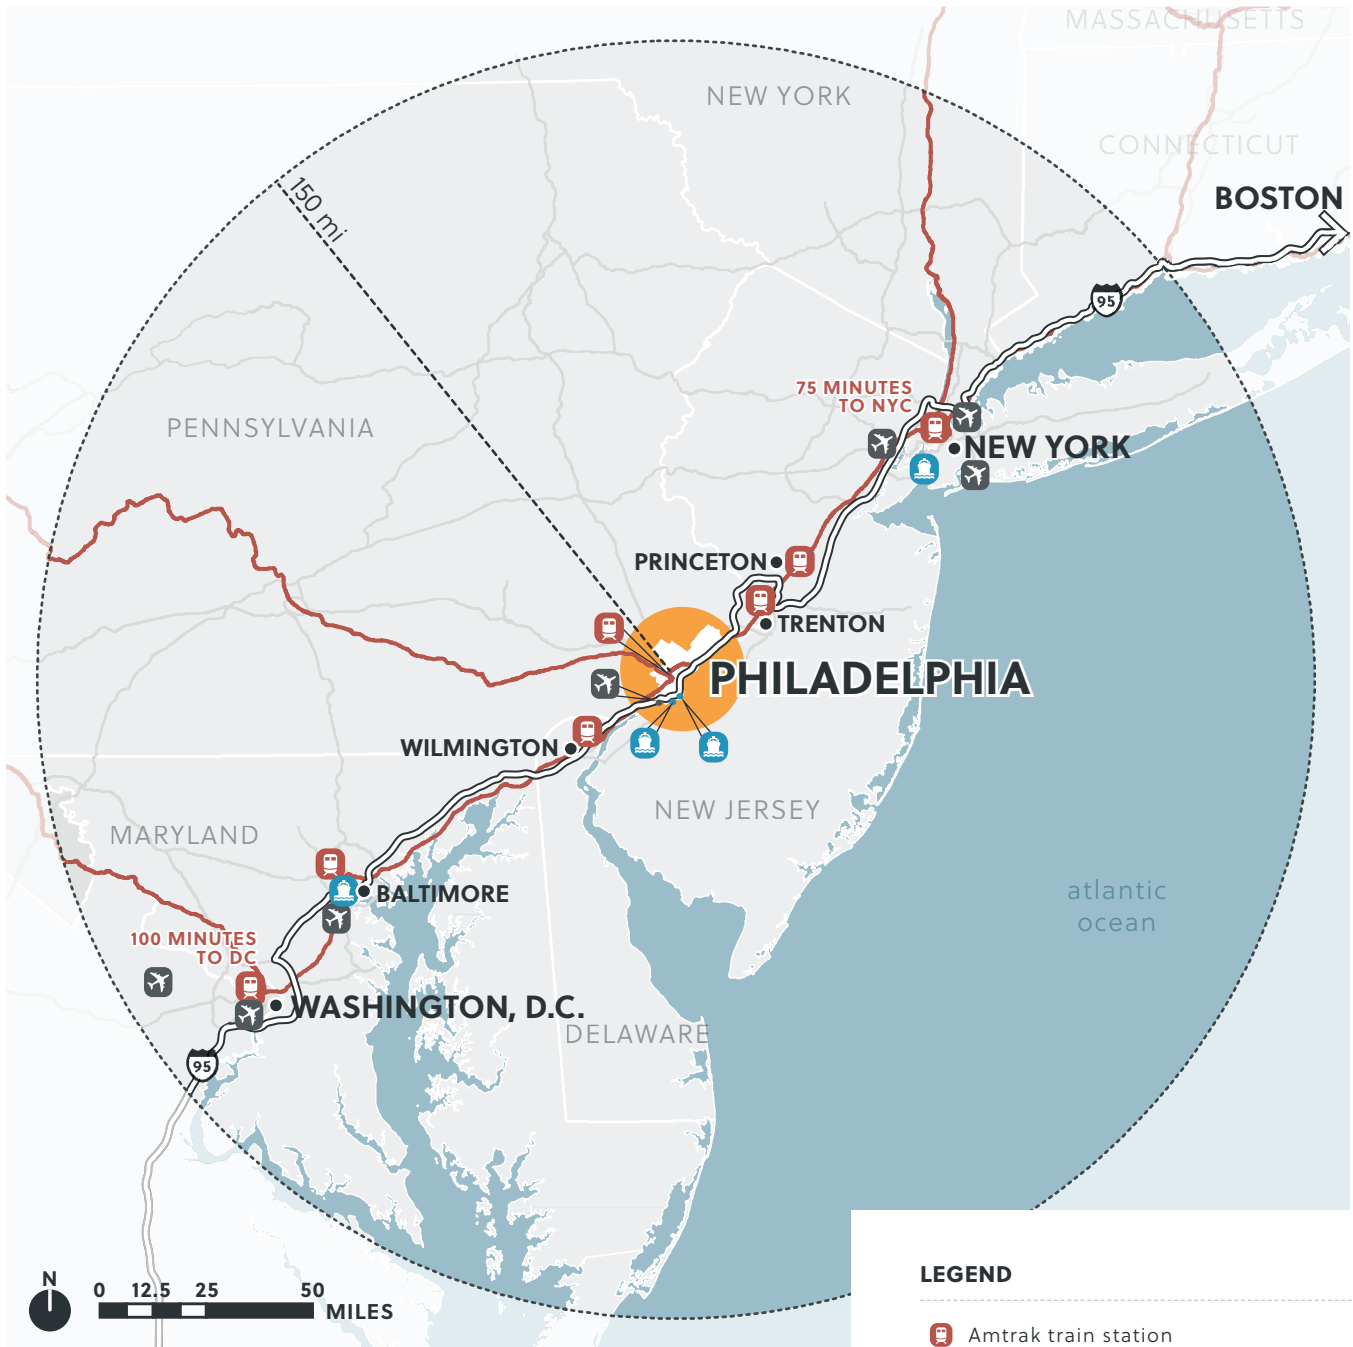 MASSACHUSETTS
NEW YORK
CONNECTICUT
BOSTON
150 mi
95
75 MINUTES
TO NYC
PENNSYLVANIA
NEW YORK
PRINCETON
TRENTON
PHILADELPHIA
WILMINGTON
NEW JERSEY
MARYLAND
BALTIMORE
atlantic
ocean
100 MINUTES
TO DC
WASHINGTON, D.C.
DELAWARE
95
N
0 12.5 25 50
MILES
LEGEND
Amtrak train station